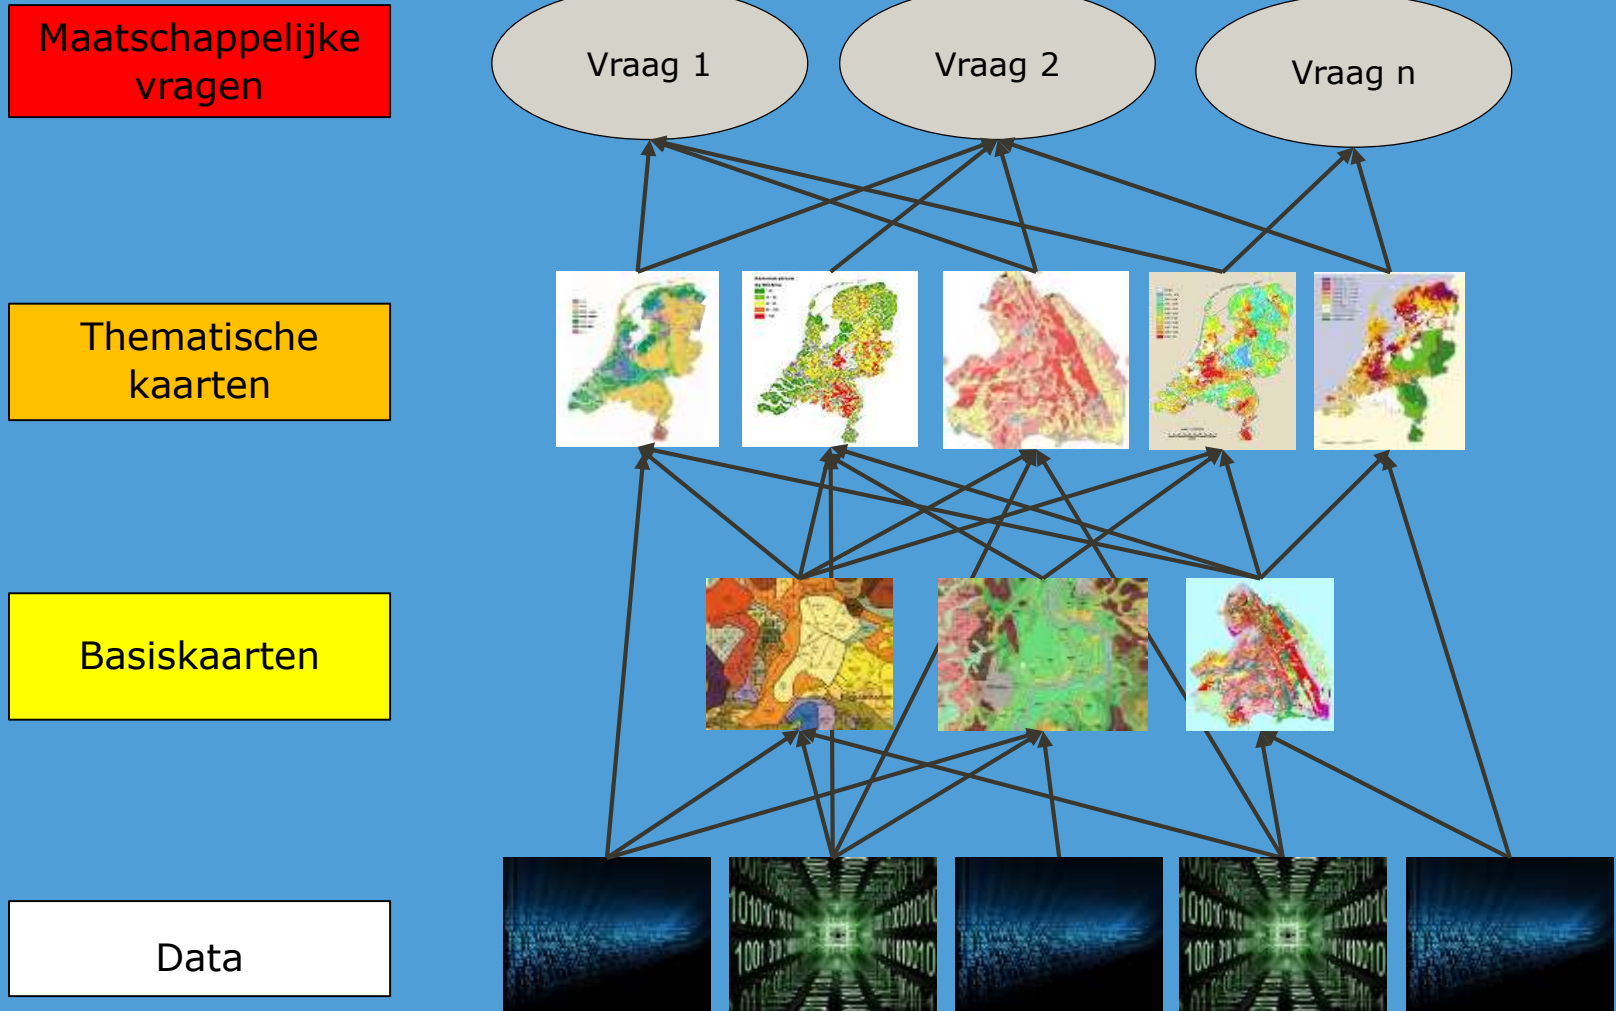 Maatschappelijke
vragen
Vraag 1
Vraag 2
Vraag n
Thematische
kaarten
Basiskaarten
Data